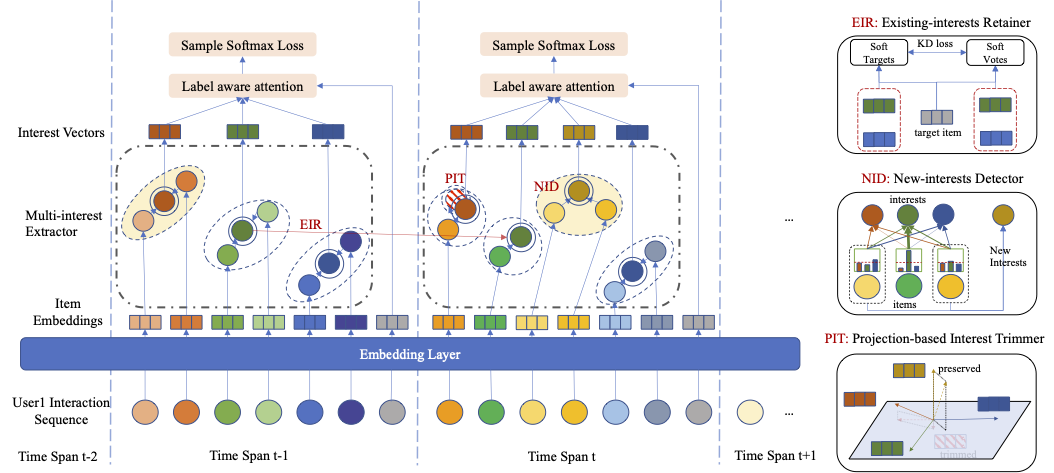 Sample Softmax Loss
Label aware attention
Interest Vectors
Multi-interest
Extractor
EIR
Item
Embeddings
Embedding Layer
User1 Interaction
Sequence
Time Span t-2
Time Span t-1
Sample Softmax Loss
Label aware attention
PIT
NID
Time Span t
...
...
Time Span t+1
EIR: Existing-interests Retainer
Soft
Targets
KD loss
Soft
Votes
target item
NID: New-interests Detector
interests
New
Interests
items
PIT: Projection-based Interest Trimmer
preserved
trimmed